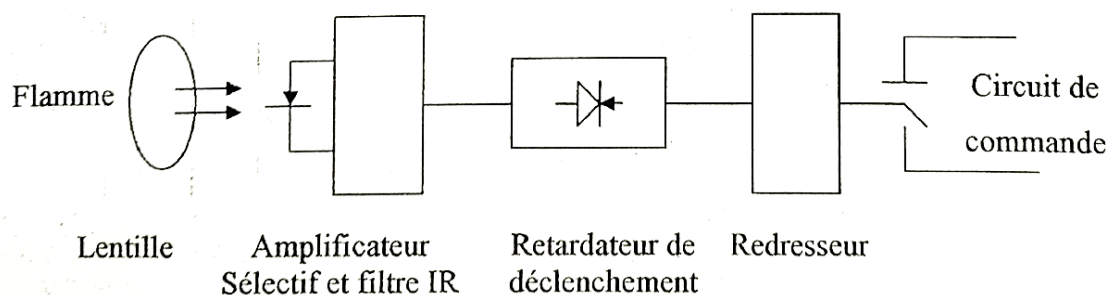 Flamme
Circuit de
commande
Lentille
Amplificateur
Sélectif et filtre IR
Retardateur de
déclenchement
Redresseur